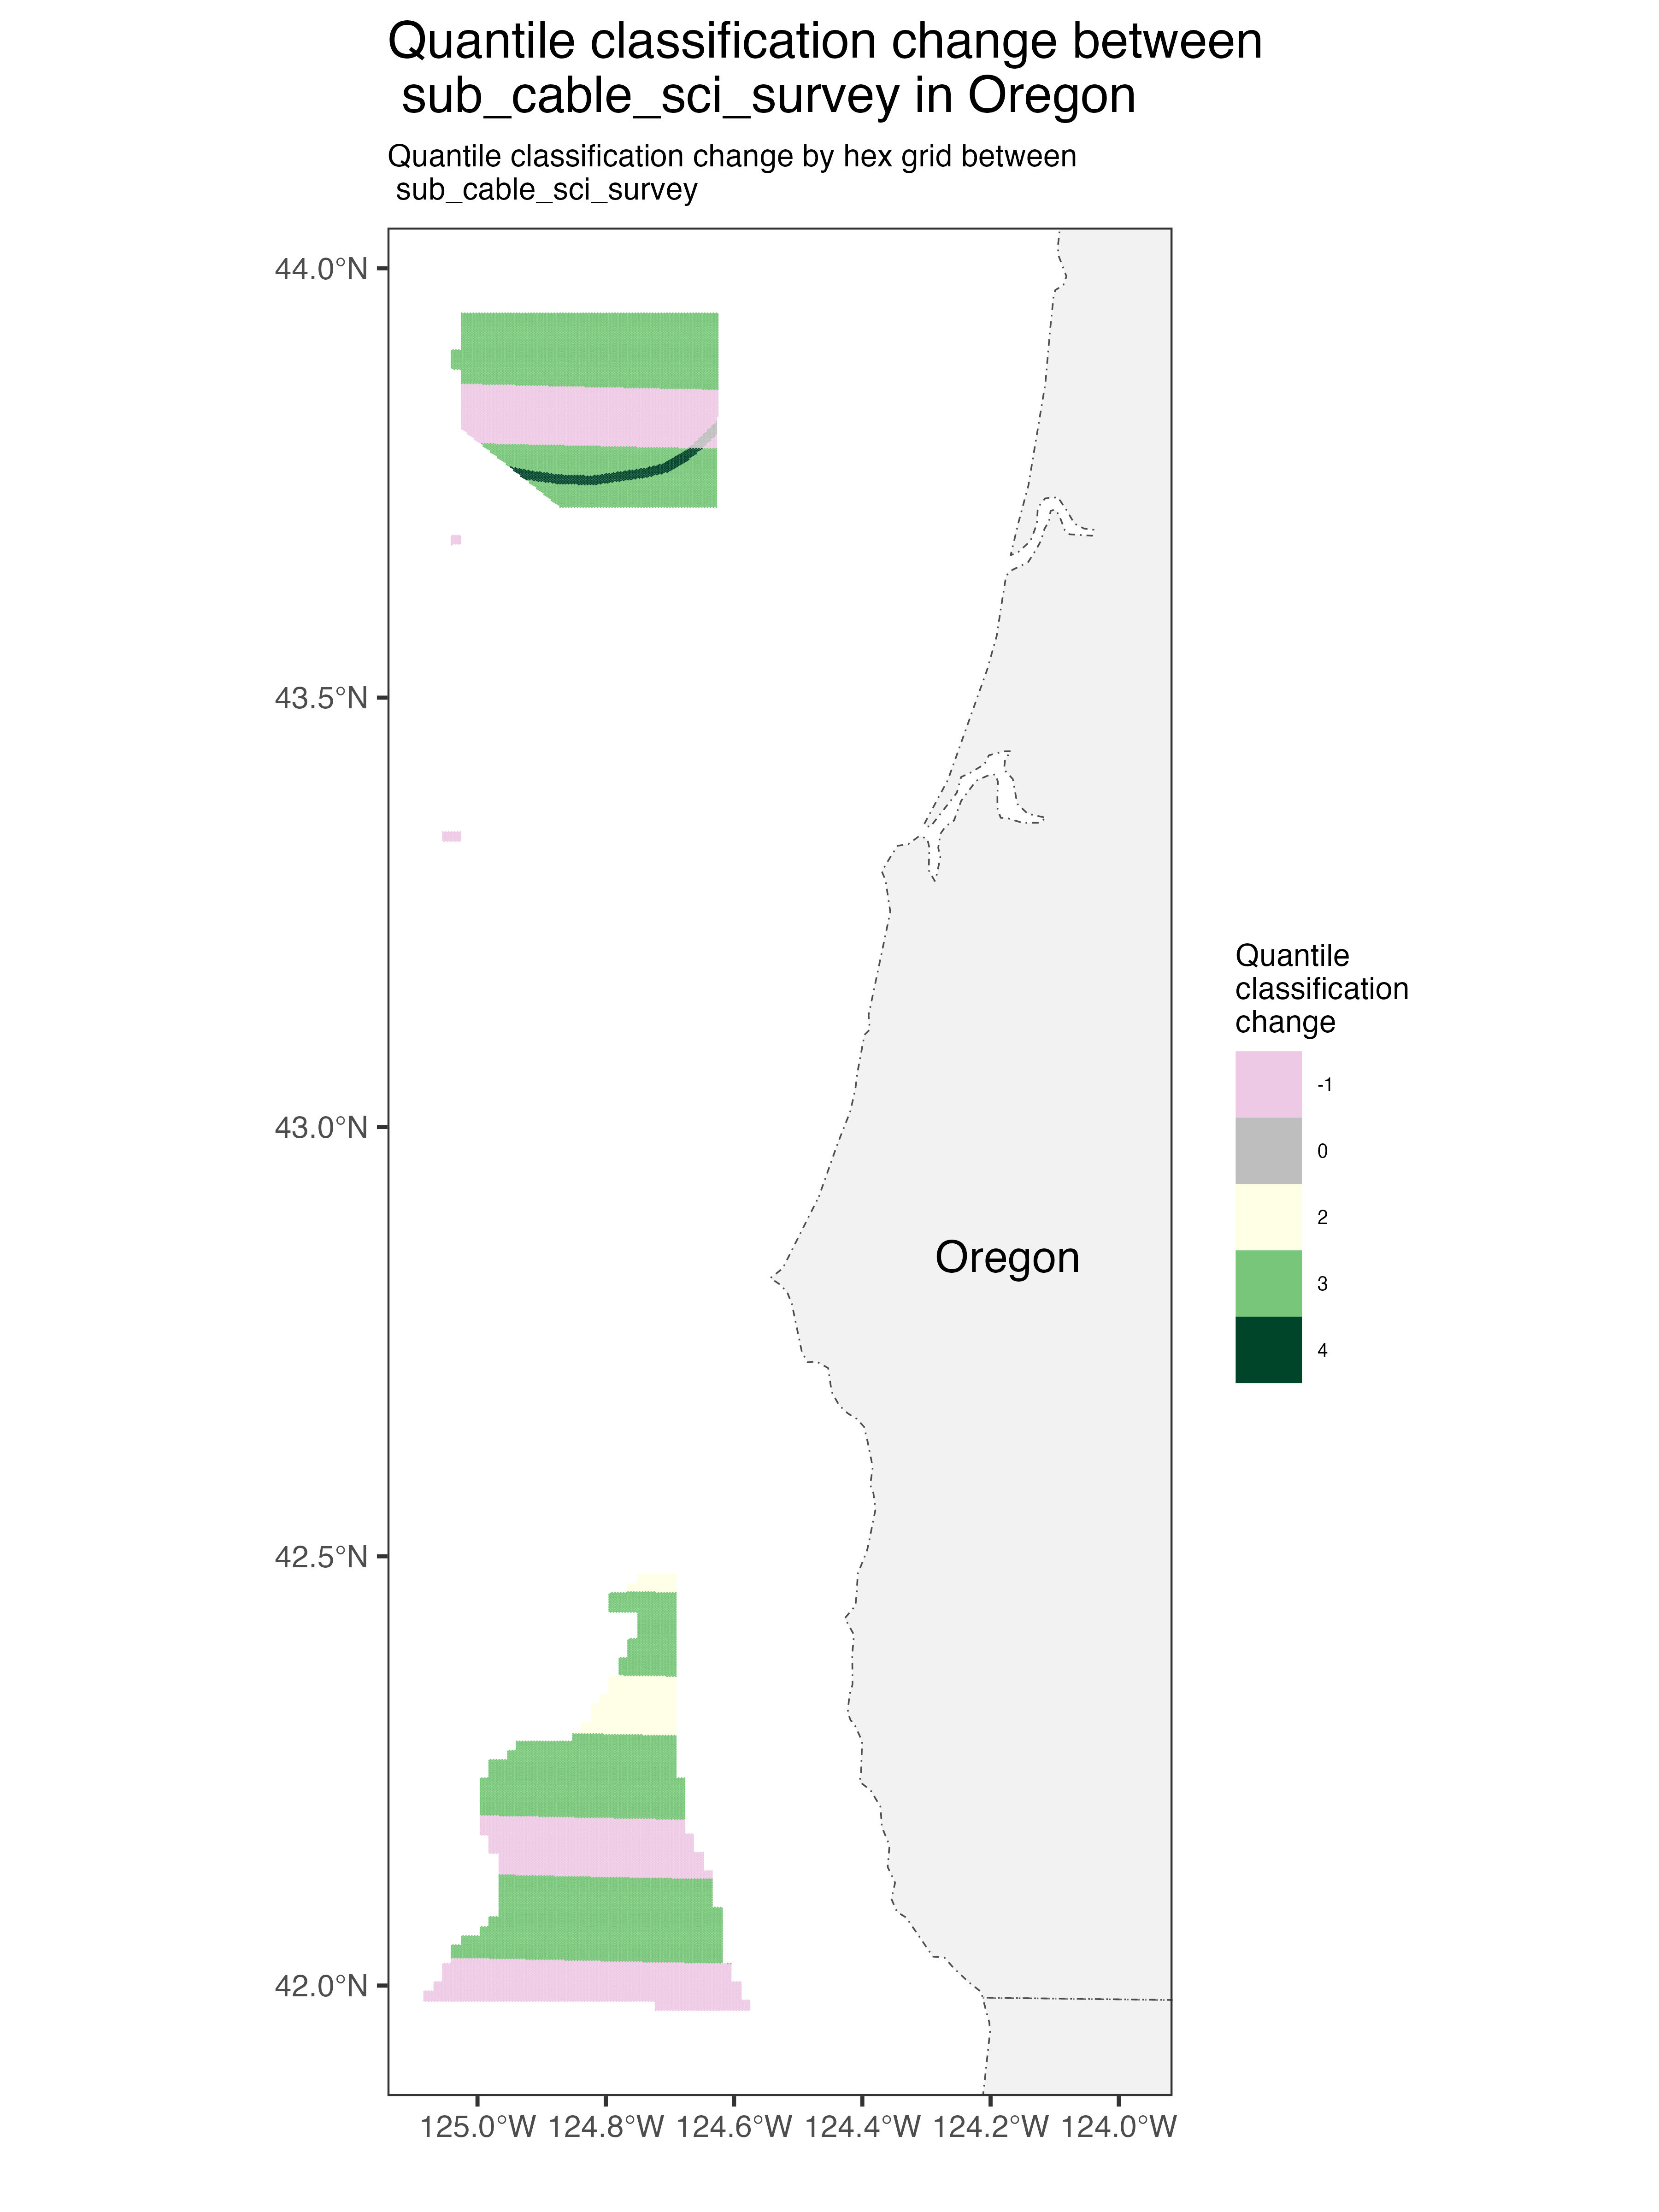 Quantile classification change between
sub_cable_sci_survey in Oregon
Quantile classification change by hex grid between
sub_cable_sci_survey
44.0°N
43.5°N
43.0°N
42.5°N
42.0°N
Oregon
Quantile
classification
change
-1
0
2
3
4
125.0°W 124.8°W 124.6°W 124.4°W 124.2°W 124.0°W